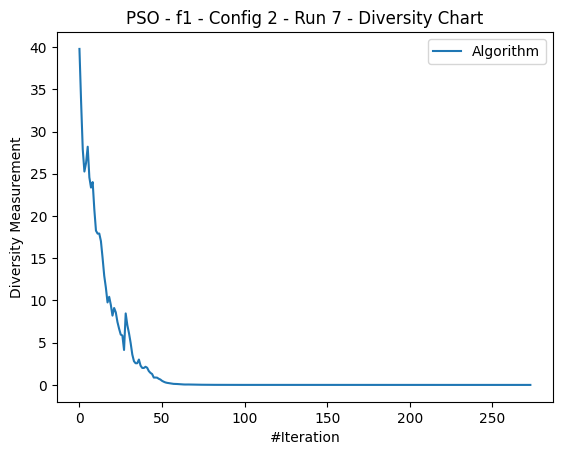 PSO - f1 - Config 2 - Run 7 - Diversity Chart
Algorithm
40
35
30
25
20
15
10
5
0
Diversity Measurement
0 50 100 150 200 250
#Iteration